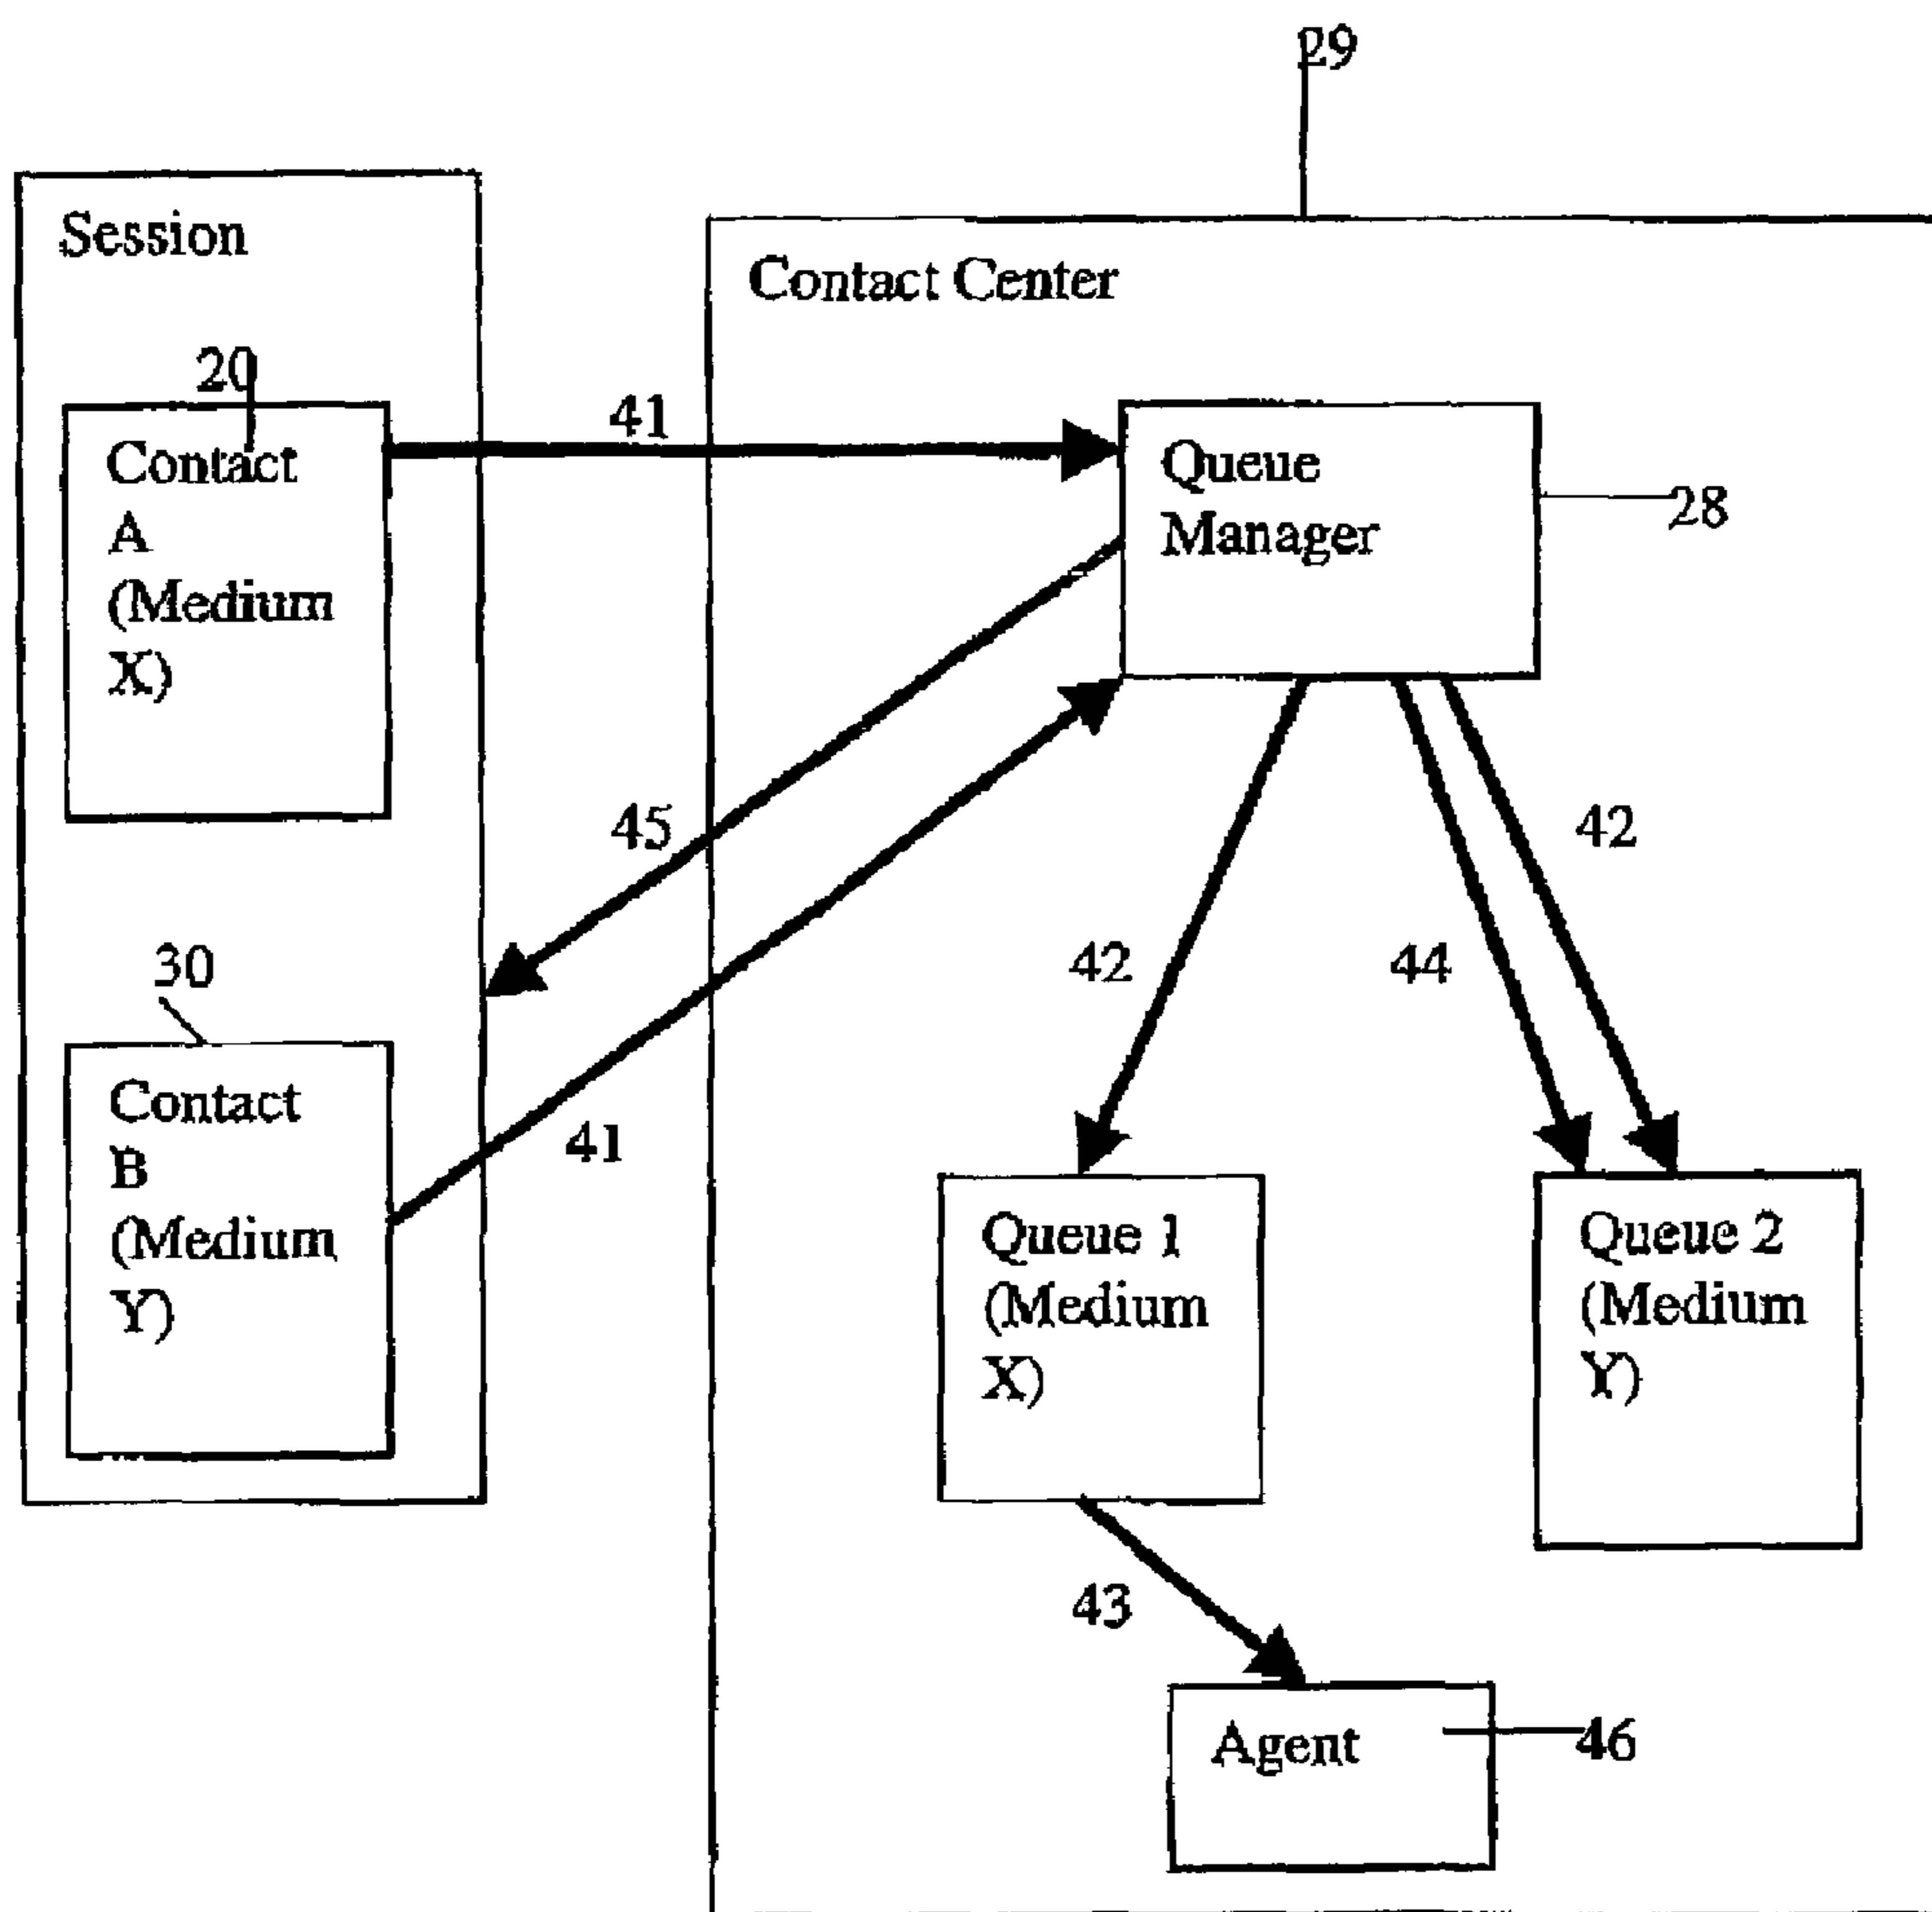 29
Session
Contact Center
20
41
Contact
A
(Medium
X)
Queue
Manager
28
45
42
30
42
44
Contact
B
(Medium
Y)
41
Queue 1
(Medium
X)
Queue 2
(Medium
Y)
43
Agent
46